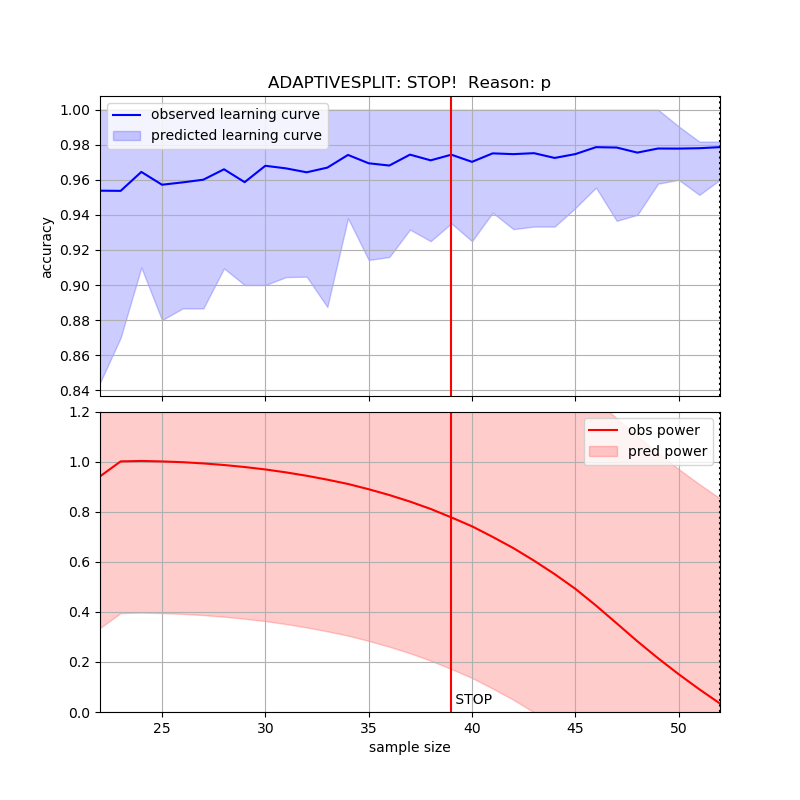 ADAPTIVESPLIT: STOP!  Reason: p
1.00
0.98
0.96
0.94
0.92
0.90
0.88
0.86
0.84
accuracy
observed learning curve
predicted learning curve
1.2
1.0
0.8
0.6
0.4
0.2
0.0
obs power
pred power
STOP
25
30
35
40
45
50
sample size